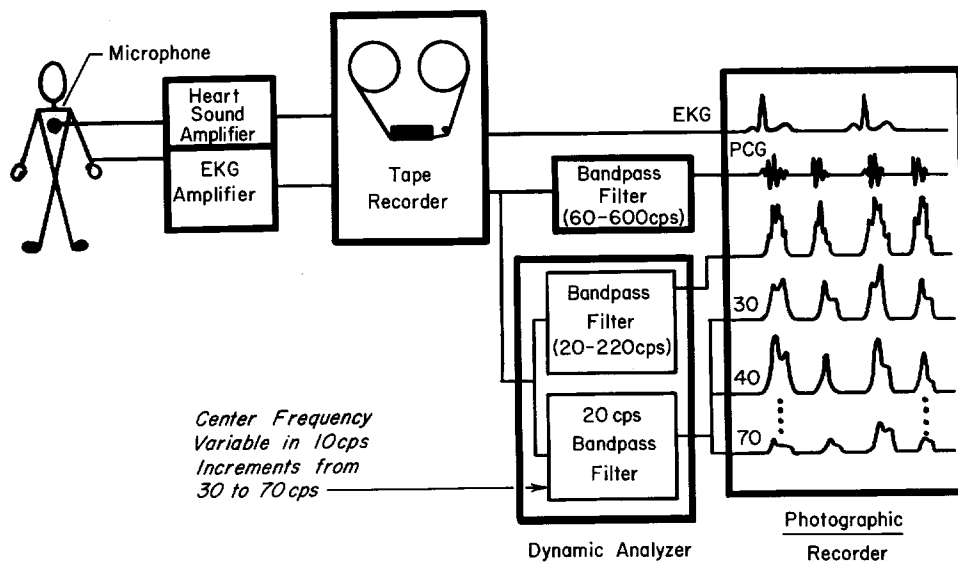 Microphone
Heart
Sound
Amplifier
EKG
Amplifier
Tape
Recorder
Bandpass
Filter
(60-600cps)
Bandpass
Filter
(20-220cps)
20 cps
Bandpass
Filter
Dynamic Analyzer
Center Frequency
Variable in 10cps
Increments from
30 to 70 cps
EKG
PCG
30
40
70
Photographic
Recorder